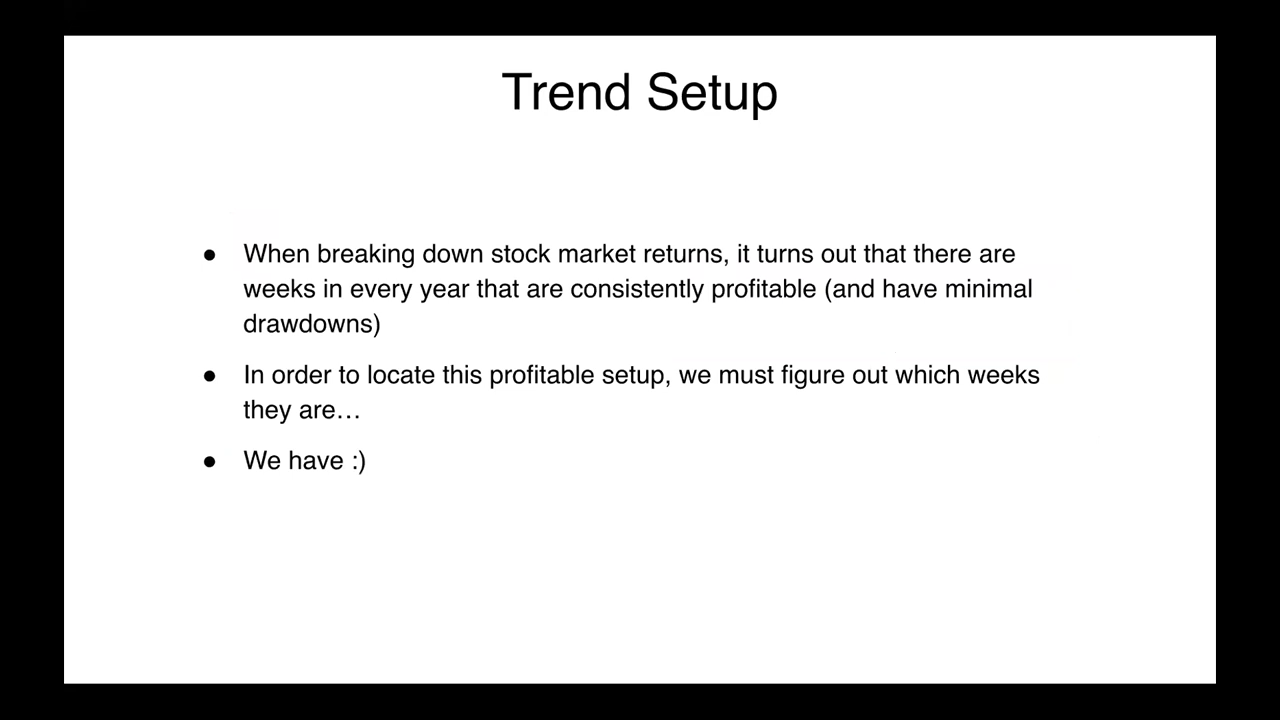 Trend Setup
● When breaking down stock market returns, it turns out that there are
weeks in every year that are consistently profitable (and have minimal
drawdowns)
● In order to locate this profitable setup, we must figure out which weeks
they are…
● We have :)